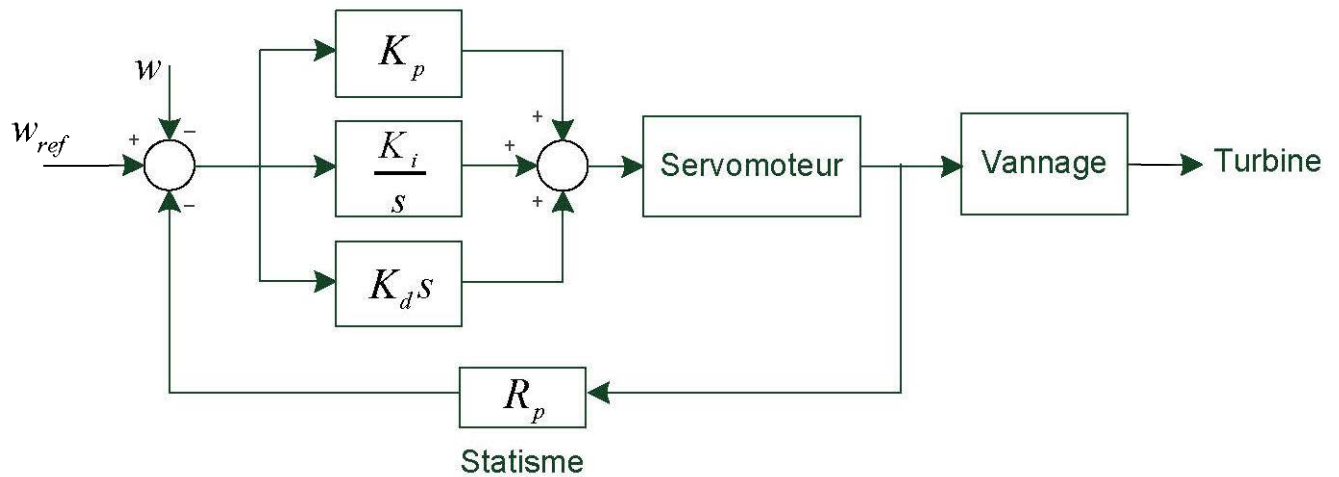 w
w_ref
+
−
−
K_p
K_i
s
K_d s
+
+
+
Servomoteur
Vannage
Turbine
R_p
Statisme